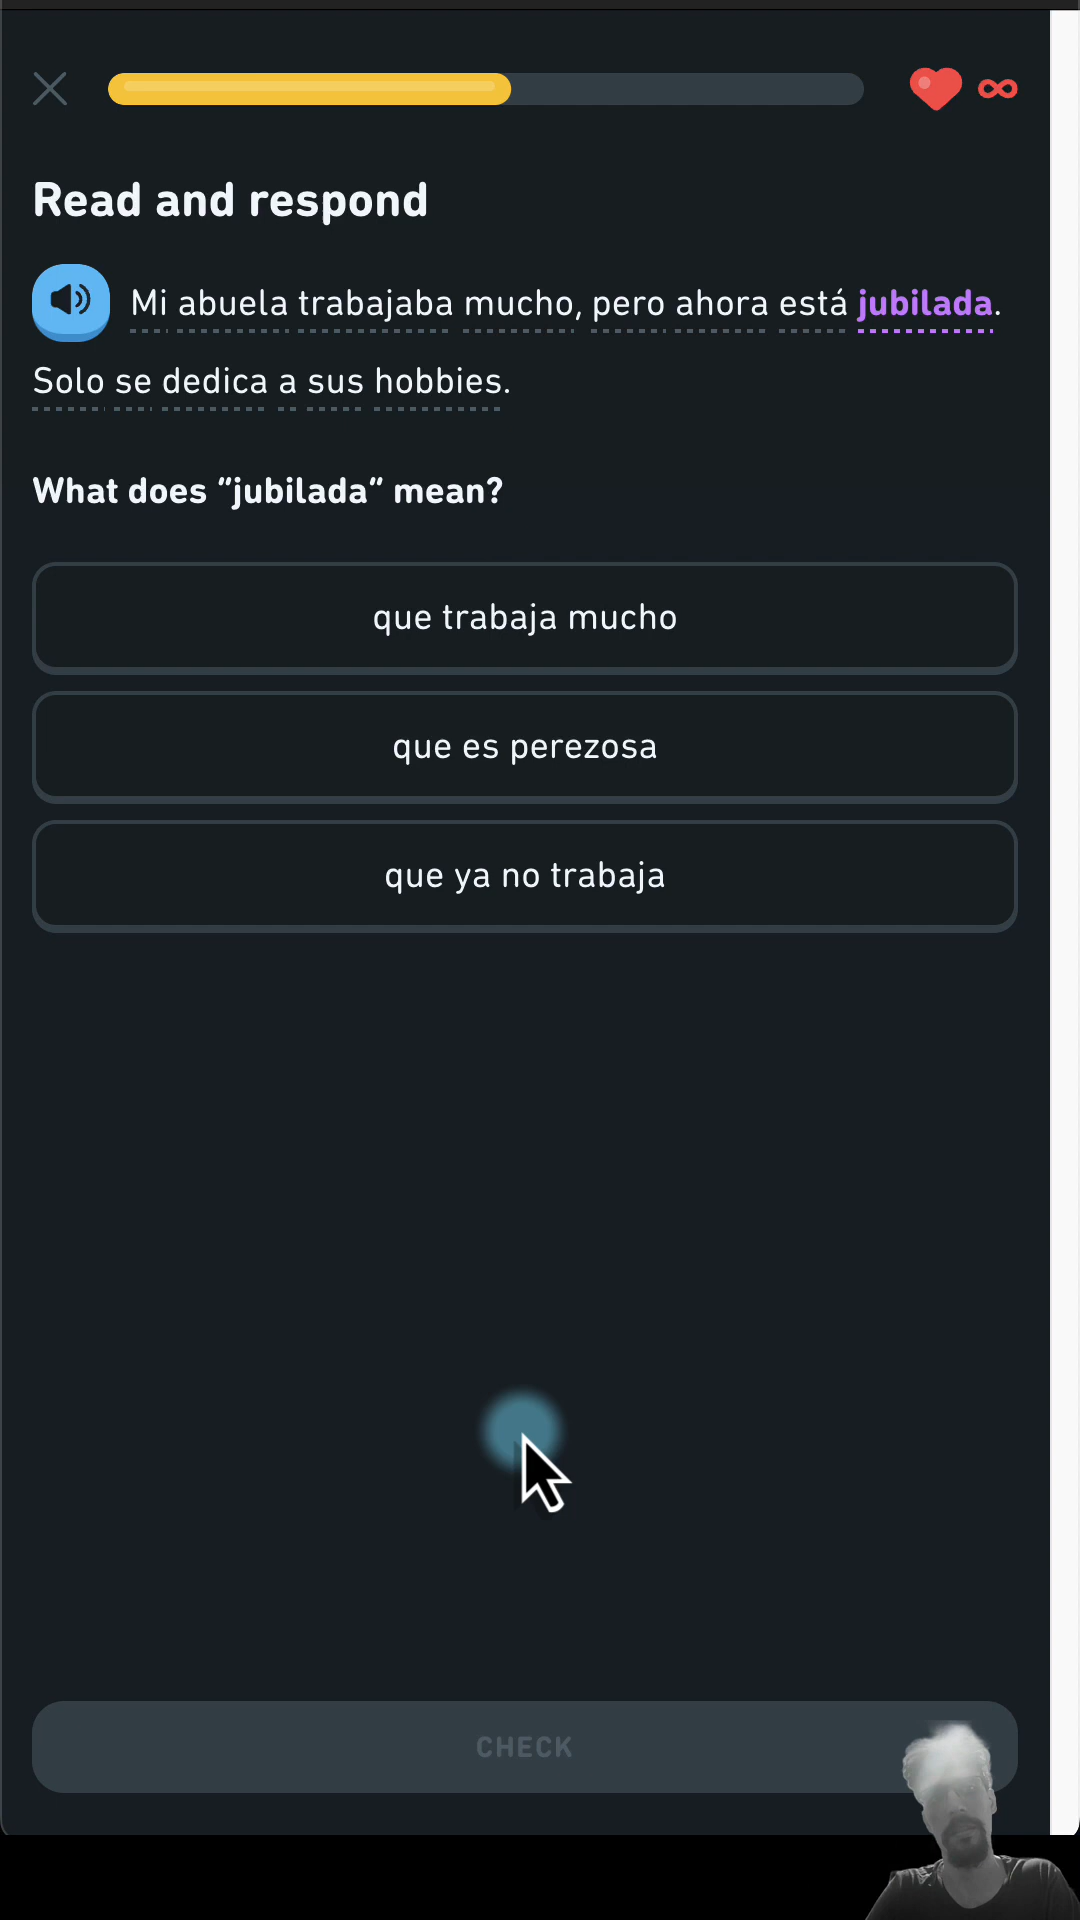 Read and respond
Mi abuela trabajaba mucho, pero ahora está jubilada.
Solo se dedica a sus hobbies.
What does “jubilada” mean?
que trabaja mucho
que es perezosa
que ya no trabaja
CHECK